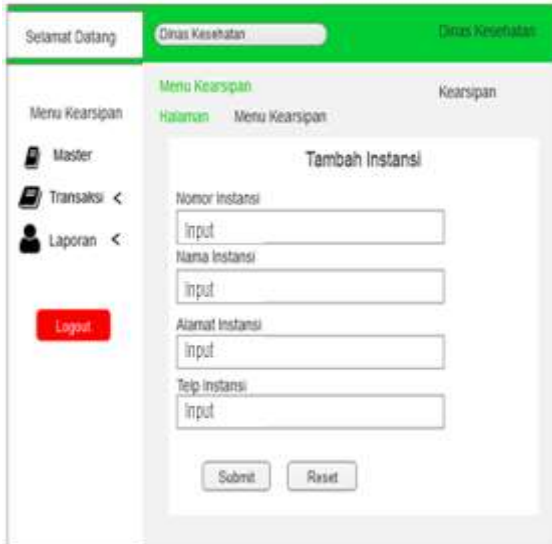 Selamat Datang
Dinas Kesehatan
Dinas Kesehatan
Menu Kearsipan
Master
Transaksi <
Laporan <
Logout
Menu Kearsipan
Kearsipan
Halaman Menu Kearsipan
Tambah Instansi
Nomor Instansi
Input
Nama Instansi
Input
Alamat Instansi
Input
Telp Instansi
Input
Submit Reset